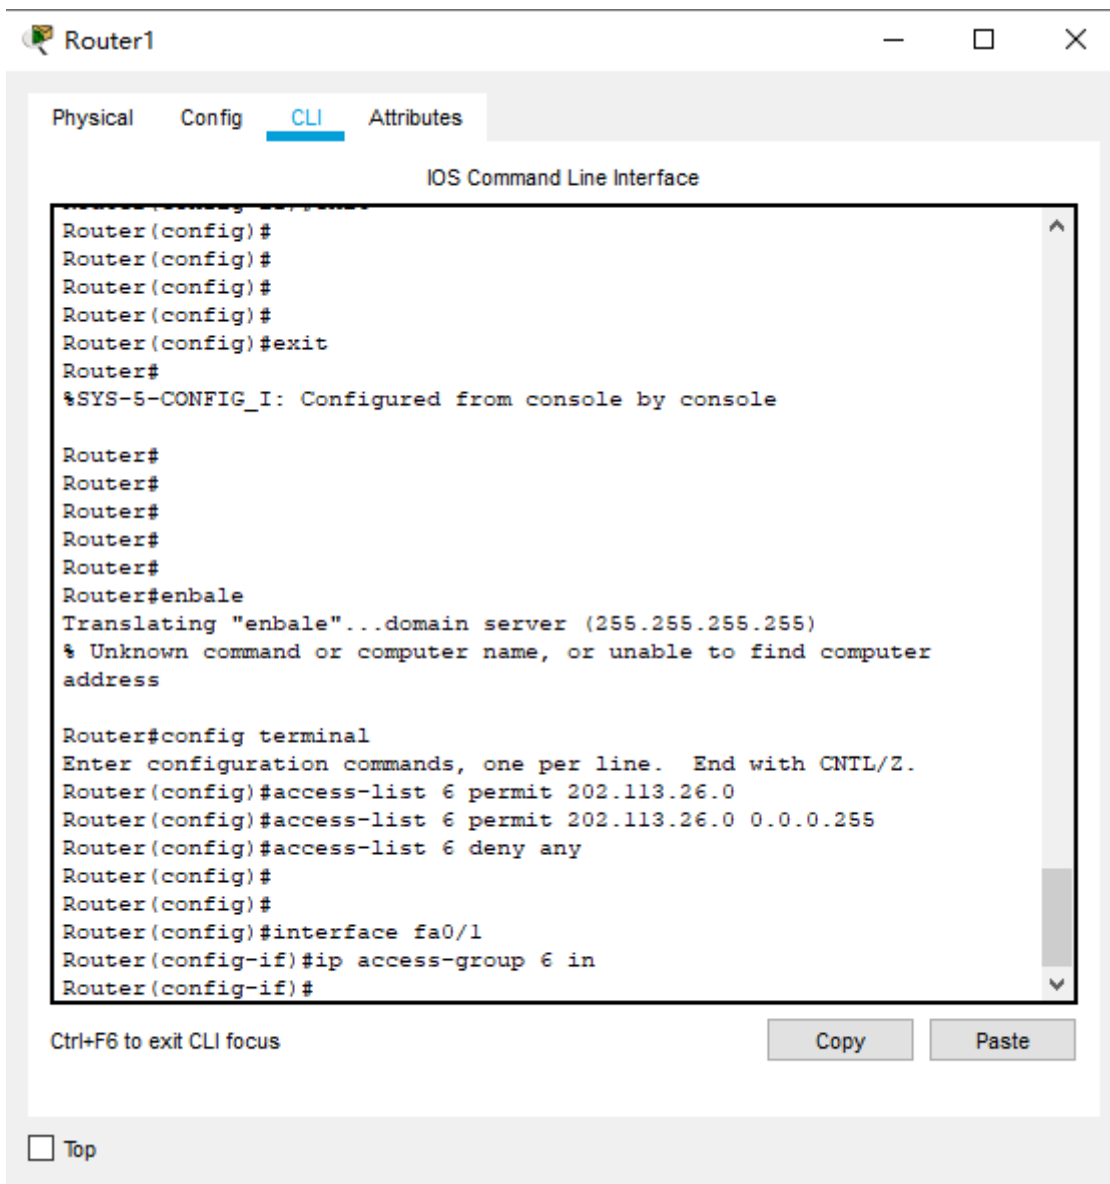 Router1
Physical Config CLI Attributes
IOS Command Line Interface
Router(config)#
Router(config)#
Router(config)#
Router(config)#
Router(config)#exit
Router#
%SYS-5-CONFIG_I: Configured from console by console
Router#
Router#
Router#
Router#
Router#
Router#enbale
Translating "enbale"...domain server (255.255.255.255)
% Unknown command or computer name, or unable to find computer
address
Router#config terminal
Enter configuration commands, one per line.  End with CNTL/Z.
Router(config)#access-list 6 permit 202.113.26.0
Router(config)#access-list 6 permit 202.113.26.0 0.0.0.255
Router(config)#access-list 6 deny any
Router(config)#
Router(config)#
Router(config)#interface fa0/1
Router(config-if)#ip access-group 6 in
Router(config-if)#
Ctrl+F6 to exit CLI focus
Copy Paste
Top